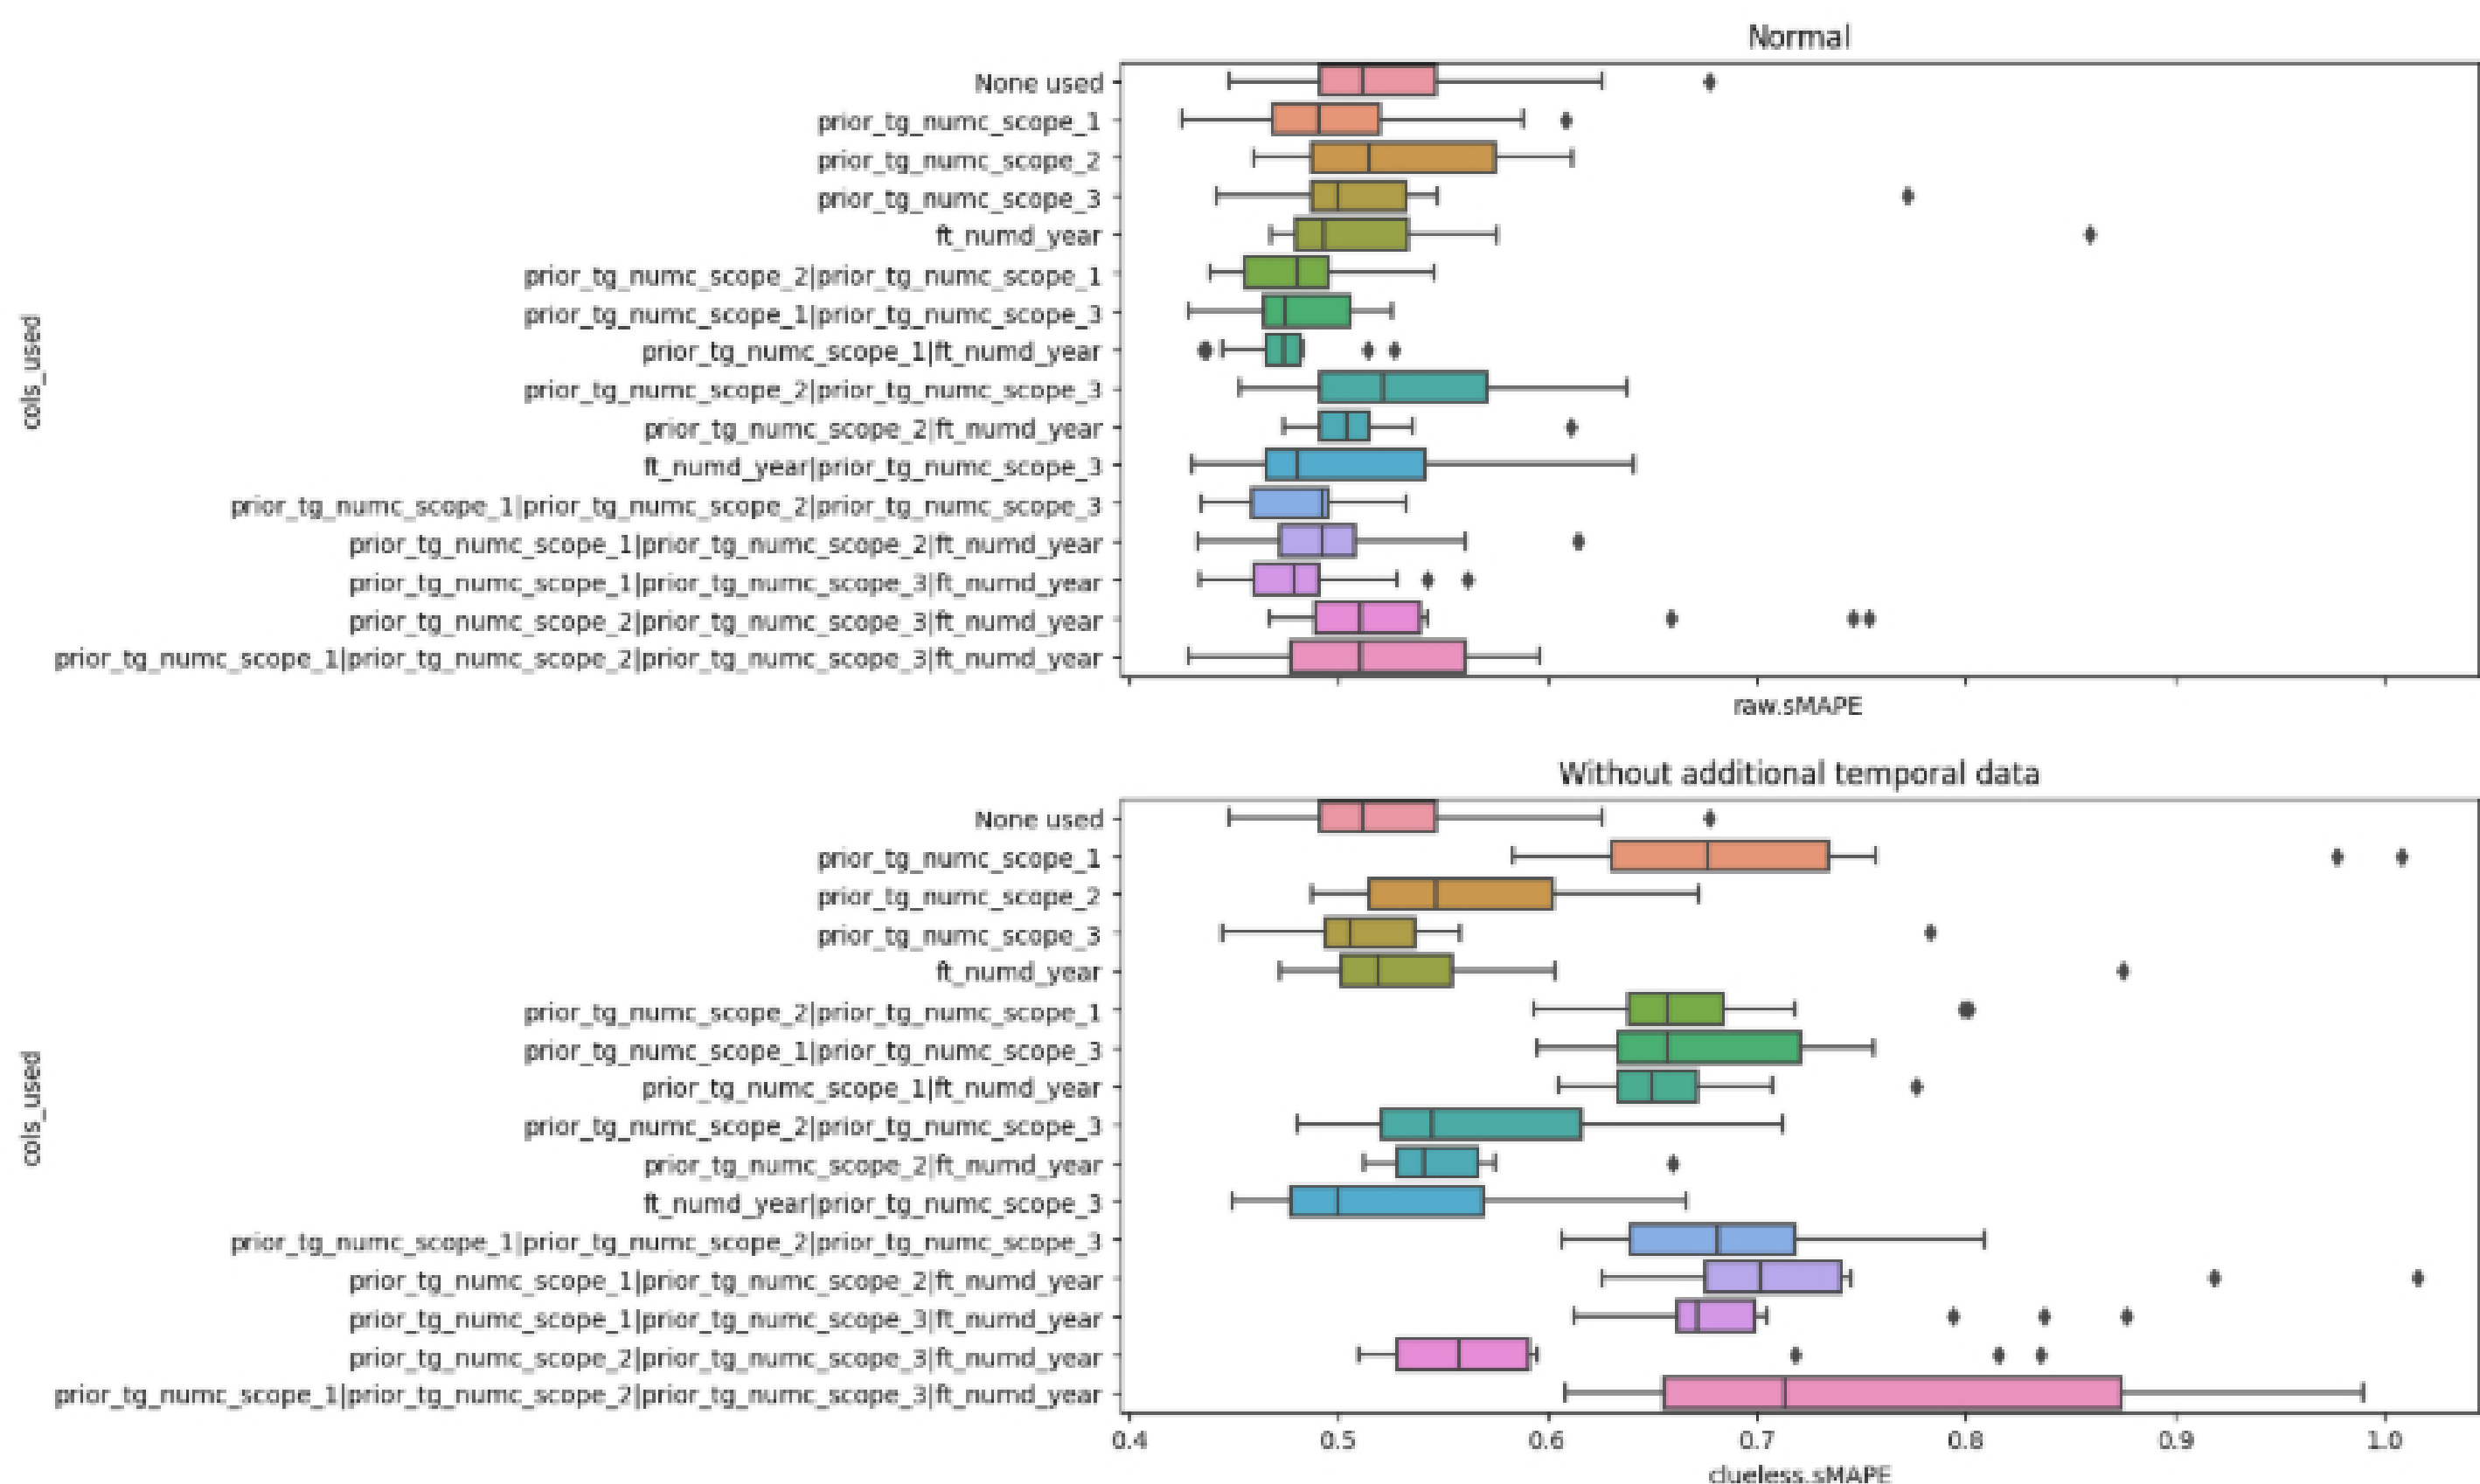 Normal
None used
prior_tg_numc_scope_1
prior_tg_numc_scope_2
prior_tg_numc_scope_3
ft_numd_year
prior_tg_numc_scope_2|prior_tg_numc_scope_1
prior_tg_numc_scope_1|prior_tg_numc_scope_3
prior_tg_numc_scope_1|ft_numd_year
prior_tg_numc_scope_2|prior_tg_numc_scope_3
prior_tg_numc_scope_2|ft_numd_year
ft_numd_year|prior_tg_numc_scope_3
prior_tg_numc_scope_1|prior_tg_numc_scope_2|prior_tg_numc_scope_3
prior_tg_numc_scope_1|prior_tg_numc_scope_2|ft_numd_year
prior_tg_numc_scope_1|prior_tg_numc_scope_3|ft_numd_year
prior_tg_numc_scope_2|prior_tg_numc_scope_3|ft_numd_year
prior_tg_numc_scope_1|prior_tg_numc_scope_2|prior_tg_numc_scope_3|ft_numd_year
cols_used
raw.sMAPE
Without additional temporal data
None used
prior_tg_numc_scope_1
prior_tg_numc_scope_2
prior_tg_numc_scope_3
ft_numd_year
prior_tg_numc_scope_2|prior_tg_numc_scope_1
prior_tg_numc_scope_1|prior_tg_numc_scope_3
prior_tg_numc_scope_1|ft_numd_year
prior_tg_numc_scope_2|prior_tg_numc_scope_3
prior_tg_numc_scope_2|ft_numd_year
ft_numd_year|prior_tg_numc_scope_3
prior_tg_numc_scope_1|prior_tg_numc_scope_2|prior_tg_numc_scope_3
prior_tg_numc_scope_1|prior_tg_numc_scope_2|ft_numd_year
prior_tg_numc_scope_1|prior_tg_numc_scope_3|ft_numd_year
prior_tg_numc_scope_2|prior_tg_numc_scope_3|ft_numd_year
prior_tg_numc_scope_1|prior_tg_numc_scope_2|prior_tg_numc_scope_3|ft_numd_year
cols_used
0.4 0.5 0.6 0.7 0.8 0.9 1.0
clueless.sMAPE